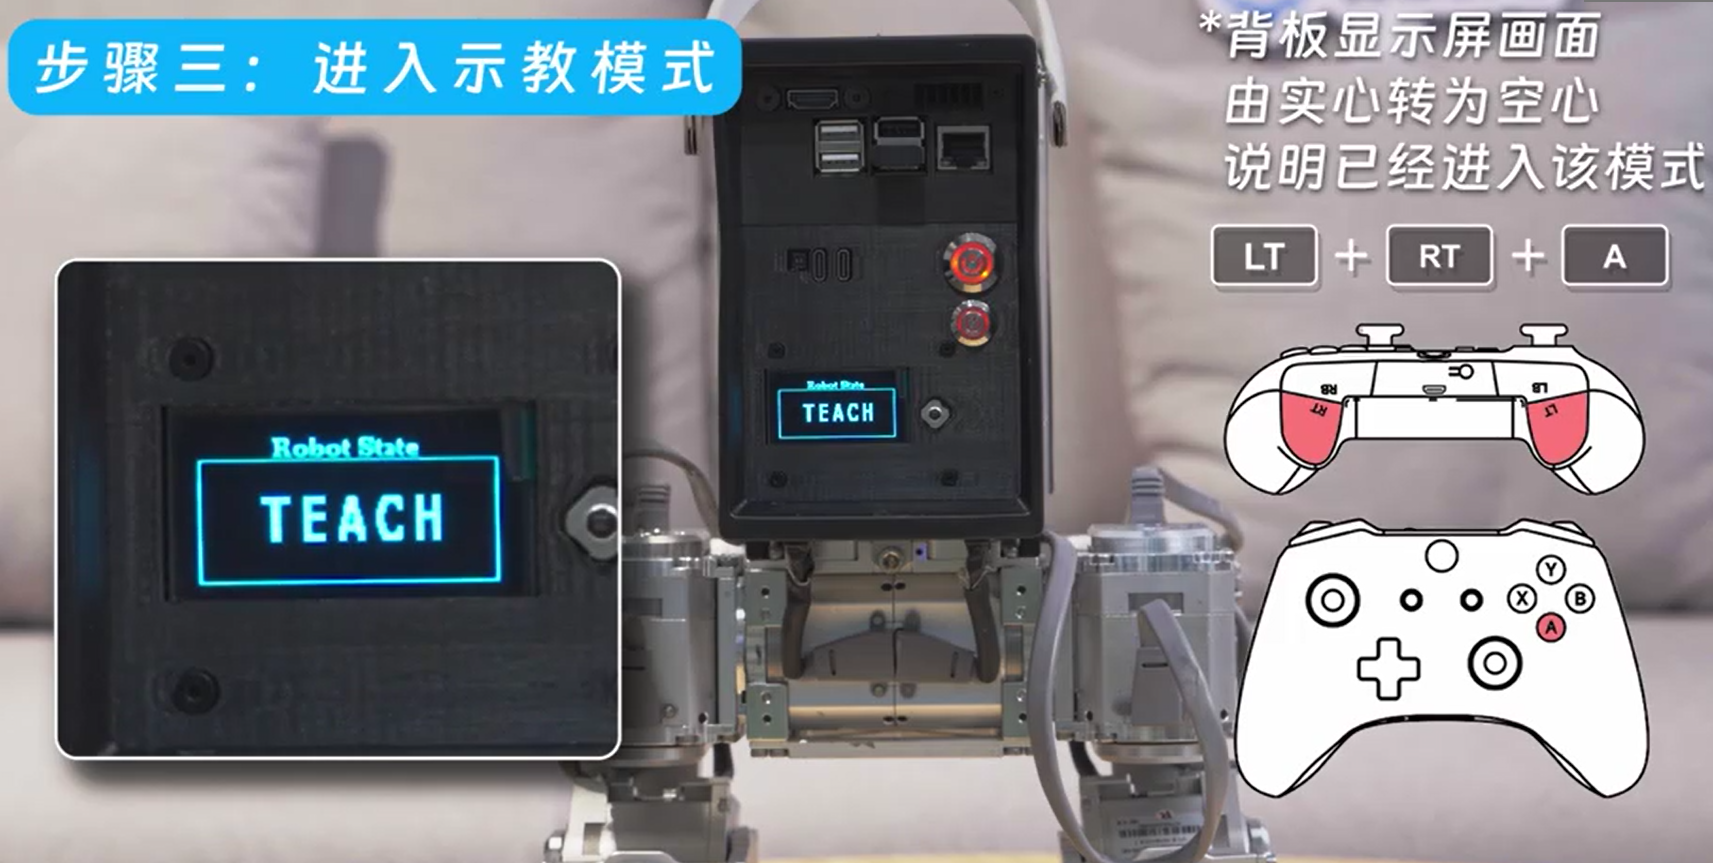 步骤三：进入示教模式
*背板显示屏画面
由实心转为空心
说明已经进入该模式
LT + RT + A
Robot State
TEACH
Robot State
TEACH
RB
LB
RT
LT
Y
X
B
A